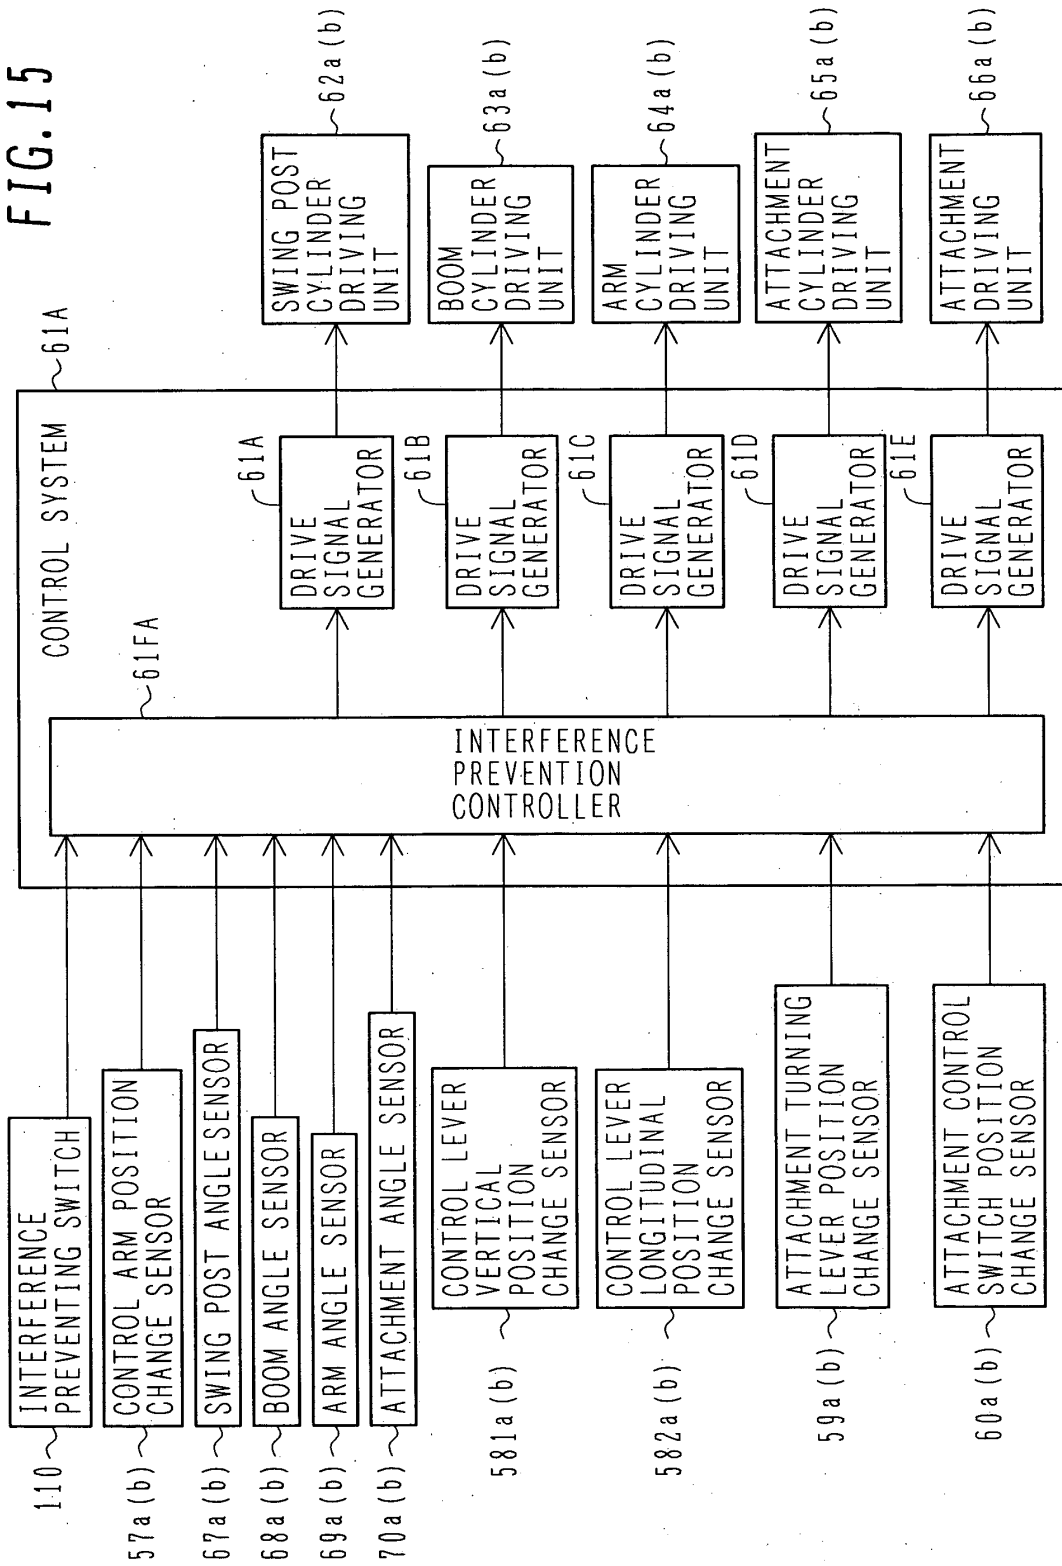 FIG.15
110
INTERFERENCE
PREVENTING SWITCH
57a(b)
CONTROL ARM POSITION
CHANGE SENSOR
67a(b)
SWING POST ANGLE SENSOR
68a(b)
BOOM ANGLE SENSOR
69a(b)
ARM ANGLE SENSOR
70a(b)
ATTACHMENT ANGLE SENSOR
581a(b)
CONTROL LEVER
VERTICAL
POSITION
CHANGE SENSOR
582a(b)
CONTROL LEVER
LONGITUDINAL
POSITION
CHANGE SENSOR
59a(b)
ATTACHMENT TURNING
LEVER POSITION
CHANGE SENSOR
60a(b)
ATTACHMENT CONTROL
SWITCH POSITION
CHANGE SENSOR
CONTROL SYSTEM
61A
61FA
INTERFERENCE
PREVENTION
CONTROLLER
61A
DRIVE
SIGNAL
GENERATOR
61B
DRIVE
SIGNAL
GENERATOR
61C
DRIVE
SIGNAL
GENERATOR
61D
DRIVE
SIGNAL
GENERATOR
61E
DRIVE
SIGNAL
GENERATOR
SWING POST
CYLINDER
DRIVING
UNIT
62a(b)
BOOM
CYLINDER
DRIVING
UNIT
63a(b)
ARM
CYLINDER
DRIVING
UNIT
64a(b)
ATTACHMENT
CYLINDER
DRIVING
UNIT
65a(b)
ATTACHMENT
DRIVING
UNIT
66a(b)